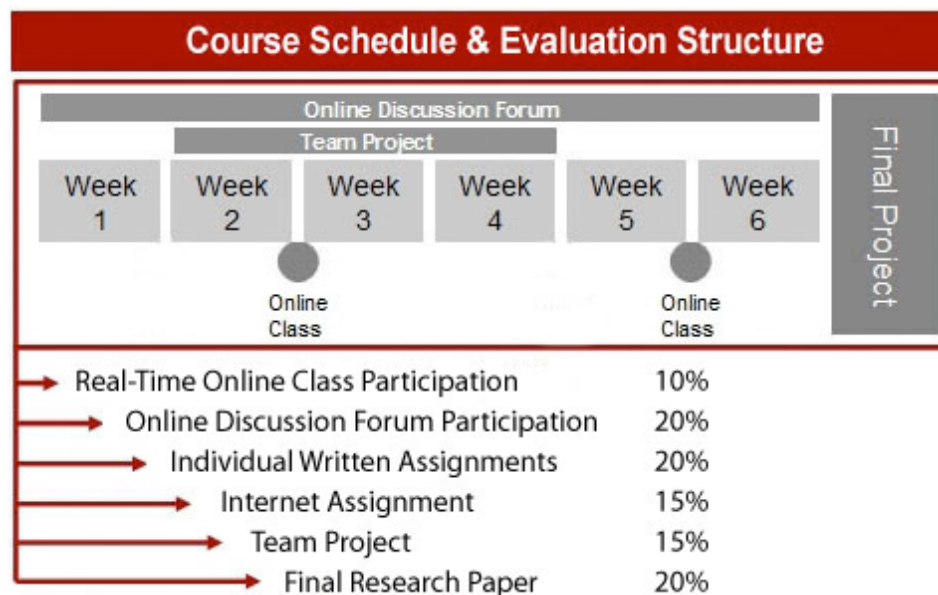 Course Schedule & Evaluation Structure
Online Discussion Forum
Team Project
Week 1
Week 2
Week 3
Week 4
Week 5
Week 6
Final Project
Online Class
Online Class
Real-Time Online Class Participation 10%
Online Discussion Forum Participation 20%
Individual Written Assignments 20%
Internet Assignment 15%
Team Project 15%
Final Research Paper 20%